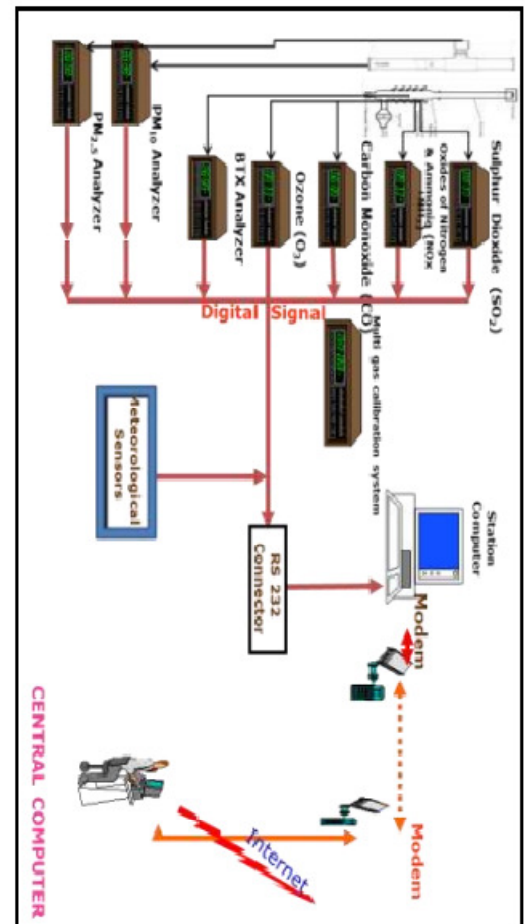 Sulphur Dioxide (SO₂)
Oxides of Nitrogen
& Ammonia (NOx
Carbon Monoxide (CO)
Ozone (O₃)
BTX Analyzer
PM₁₀ Analyzer
PM₂.₅ Analyzer
Digital Signal
Multi gas calibration system
Meteorological
Sensors
RS 232
Connector
Station
Computer
Modem
Modem
Internet
CENTRAL COMPUTER